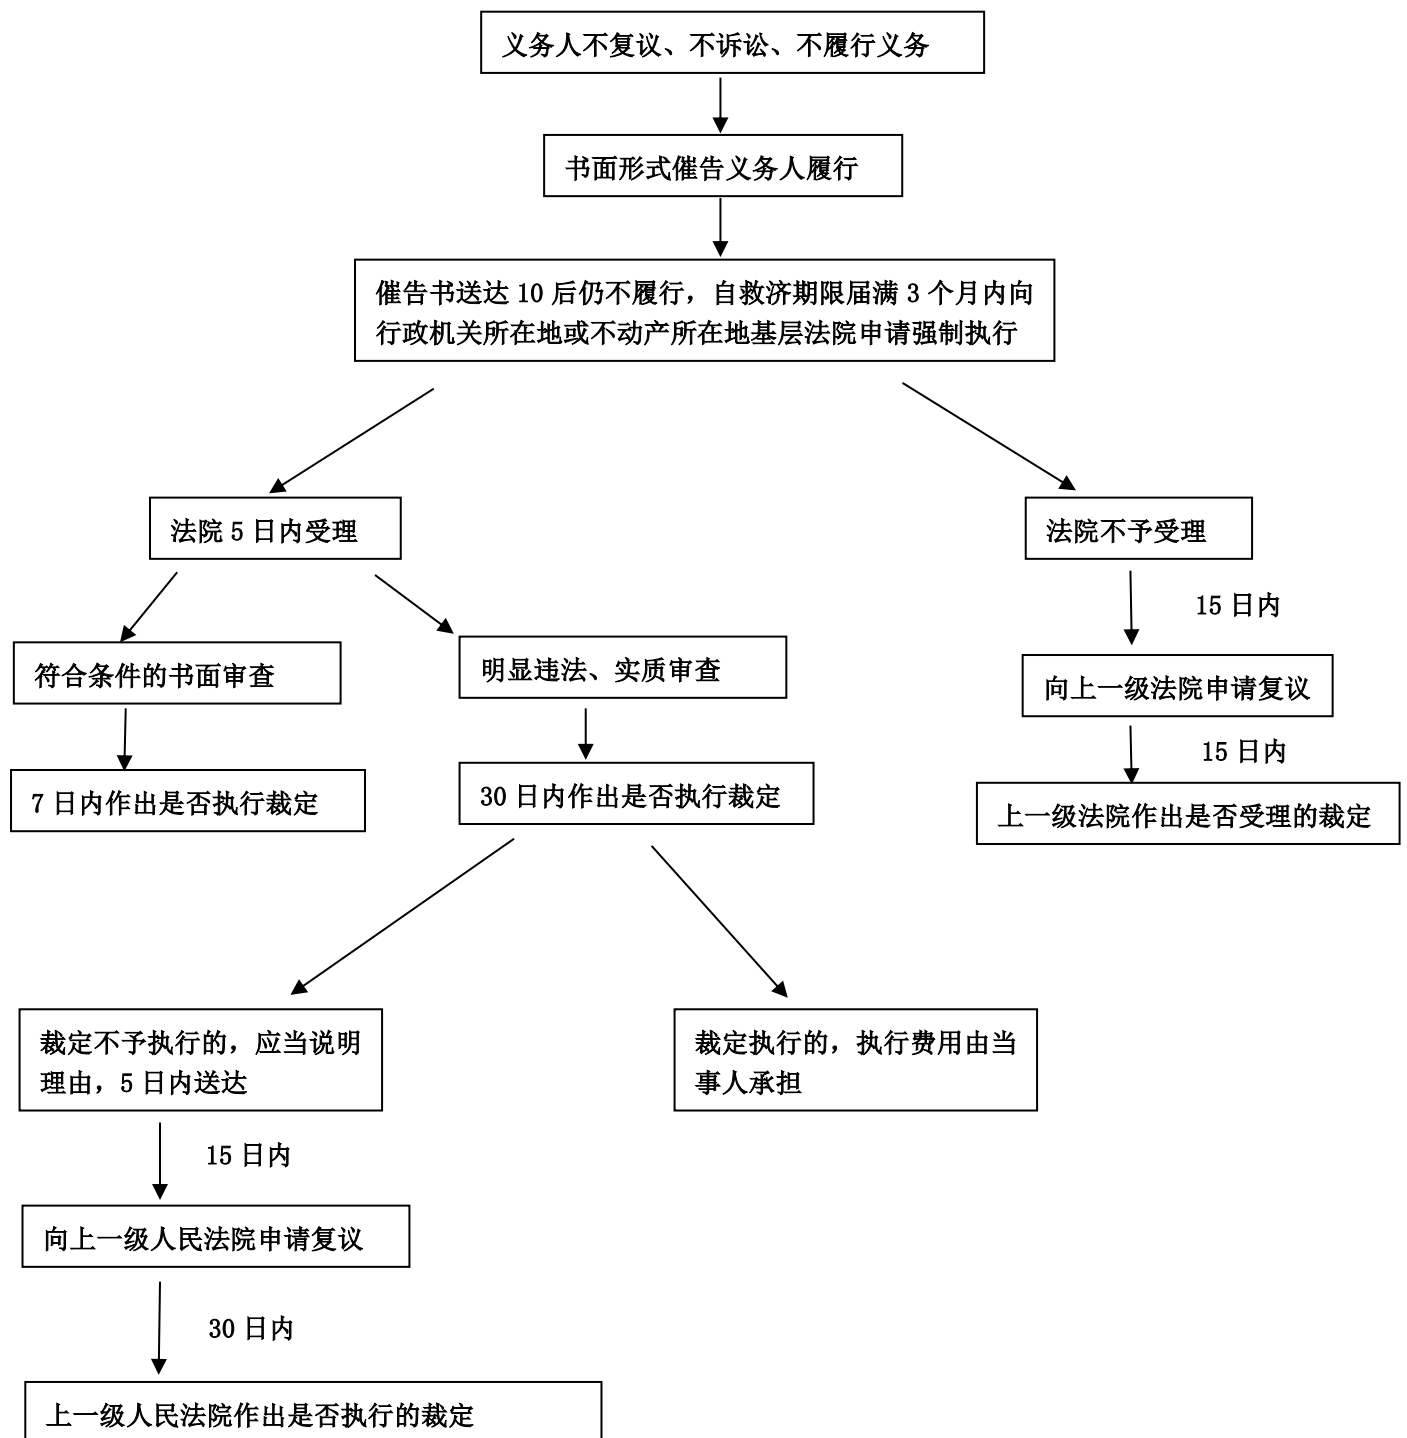 义务人不复议、不诉讼、不履行义务
书面形式催告义务人履行
催告书送达 10 后仍不履行，自救济期限届满 3 个月内向
行政机关所在地或不动产所在地基层法院申请强制执行
法院 5 日内受理
法院不予受理
15 日内
符合条件的书面审查
明显违法、实质审查
向上一级法院申请复议
15 日内
7 日内作出是否执行裁定
30 日内作出是否执行裁定
上一级法院作出是否受理的裁定
裁定不予执行的，应当说明
理由，5 日内送达
裁定执行的，执行费用由当
事人承担
15 日内
向上一级人民法院申请复议
30 日内
上一级人民法院作出是否执行的裁定